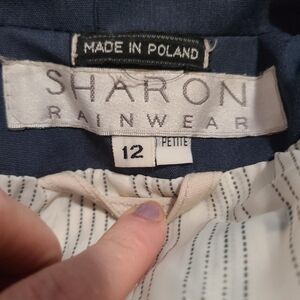 MADE IN POLAND
SHARON
RAINWEAR
12 PETITE